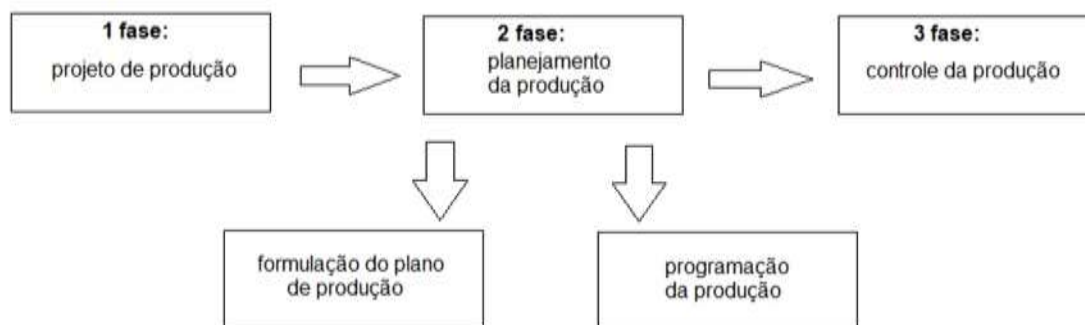 1 fase:
projeto de produção
2 fase:
planejamento
da produção
3 fase:
controle da produção
formulação do plano
de produção
programação
da produção